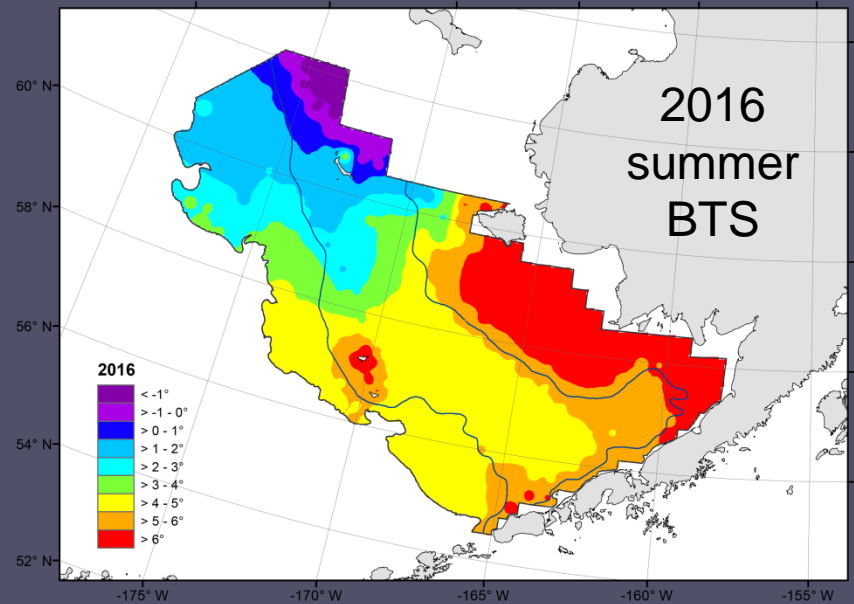 2016
summer
BTS
60° N
58° N
56° N
54° N
52° N
2016
< -1°
> -1 - 0°
> 0 - 1°
> 1 - 2°
> 2 - 3°
> 3 - 4°
> 4 - 5°
> 5 - 6°
> 6°
-175° W
-170° W
-165° W
-160° W
-155° W